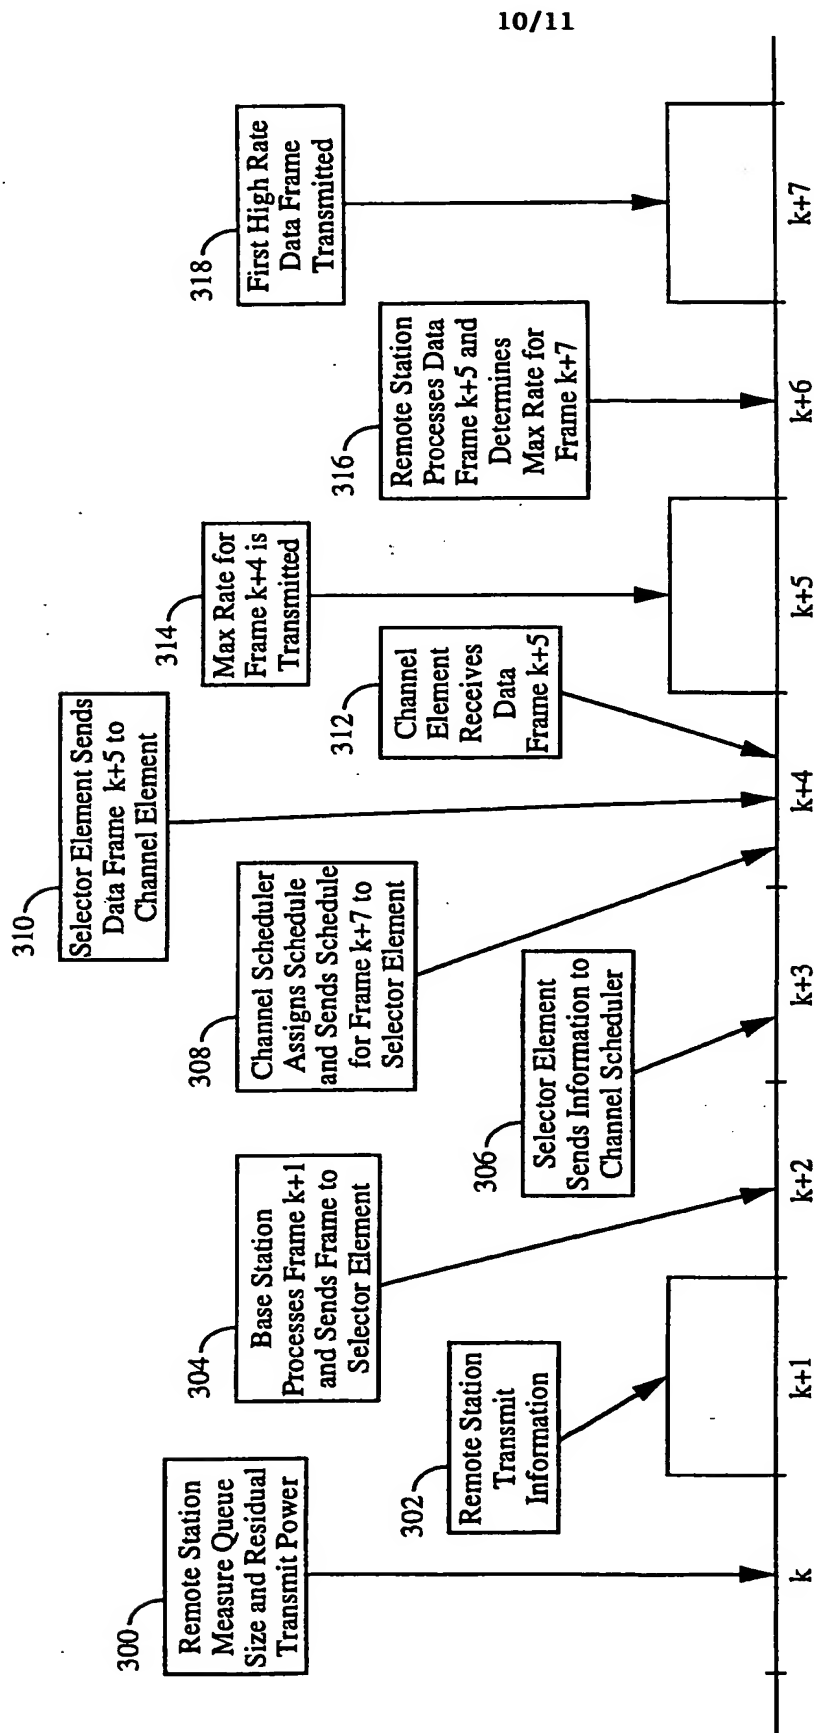 10/11
300
Remote Station
Measure Queue
Size and Residual
Transmit Power
302
Remote Station
Transmit
Information
304
Base Station
Processes Frame k+1
and Sends Frame to
Selector Element
306
Selector Element
Sends Information to
Channel Scheduler
308
Channel Scheduler
Assigns Schedule
and Sends Schedule
for Frame k+7 to
Selector Element
310
Selector Element Sends
Data Frame k+5 to
Channel Element
312
Channel
Element
Receives
Data
Frame k+5
314
Max Rate for
Frame k+4 is
Transmitted
316
Remote Station
Processes Data
Frame k+5 and
Determines
Max Rate for
Frame k+7
318
First High Rate
Data Frame
Transmitted
k
k+1
k+2
k+3
k+4
k+5
k+6
k+7